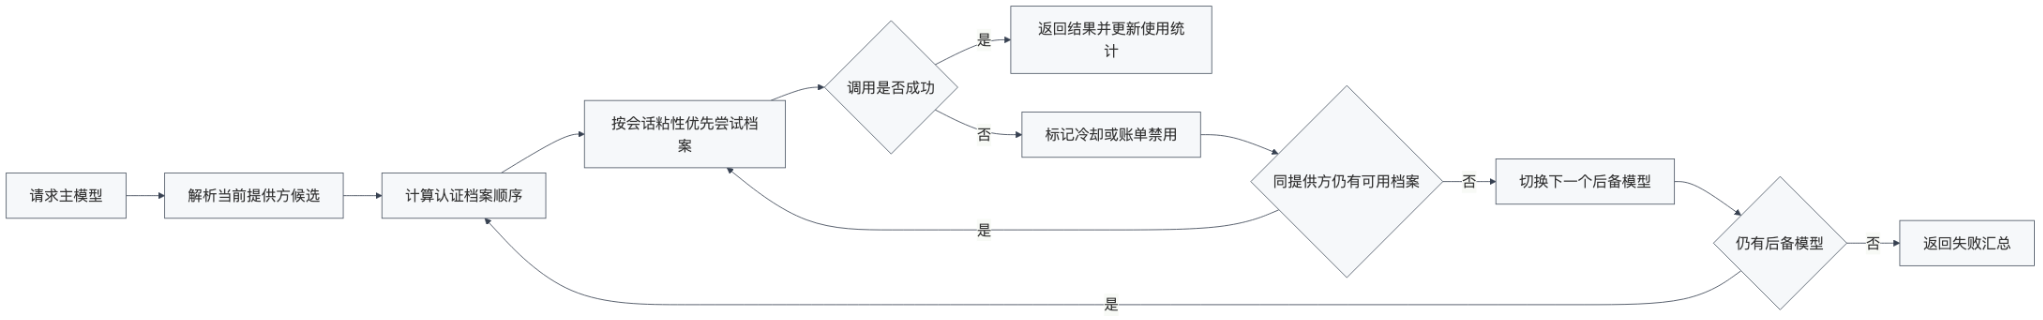 请求主模型
解析当前提供方候选
计算认证档案顺序
按会话粘性优先尝试档
案
调用是否成功
是
返回结果并更新使用统
计
否
标记冷却或账单禁用
同提供方仍有可用档案
是
否
切换下一个后备模型
仍有后备模型
是
否
返回失败汇总